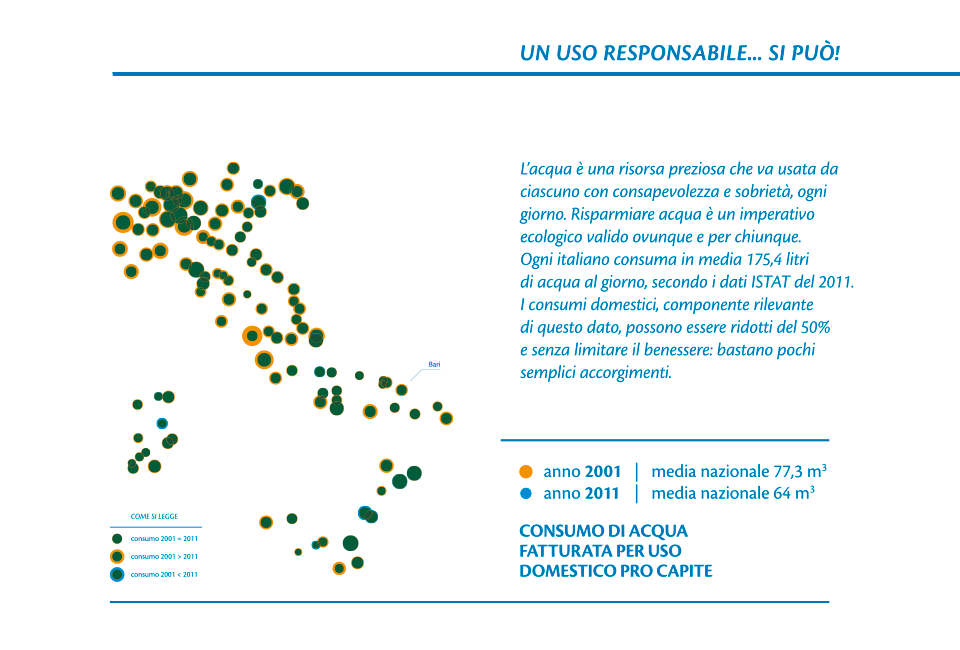 UN USO RESPONSABILE... SI PUÒ!
L'acqua è una risorsa preziosa che va usata da
ciascuno con consapevolezza e sobrietà, ogni
giorno. Risparmiare acqua è un imperativo
ecologico valido ovunque e per chiunque.
Ogni italiano consuma in media 175,4 litri
di acqua al giorno, secondo i dati ISTAT del 2011.
I consumi domestici, componente rilevante
di questo dato, possono essere ridotti del 50%
e senza limitare il benessere: bastano pochi
semplici accorgimenti.
Bari
anno 2001 | media nazionale 77,3 m³
anno 2011 | media nazionale 64 m³
CONSUMO DI ACQUA
FATTURATA PER USO
DOMESTICO PRO CAPITE
COME SI LEGGE
consumo 2001 = 2011
consumo 2001 > 2011
consumo 2001 < 2011